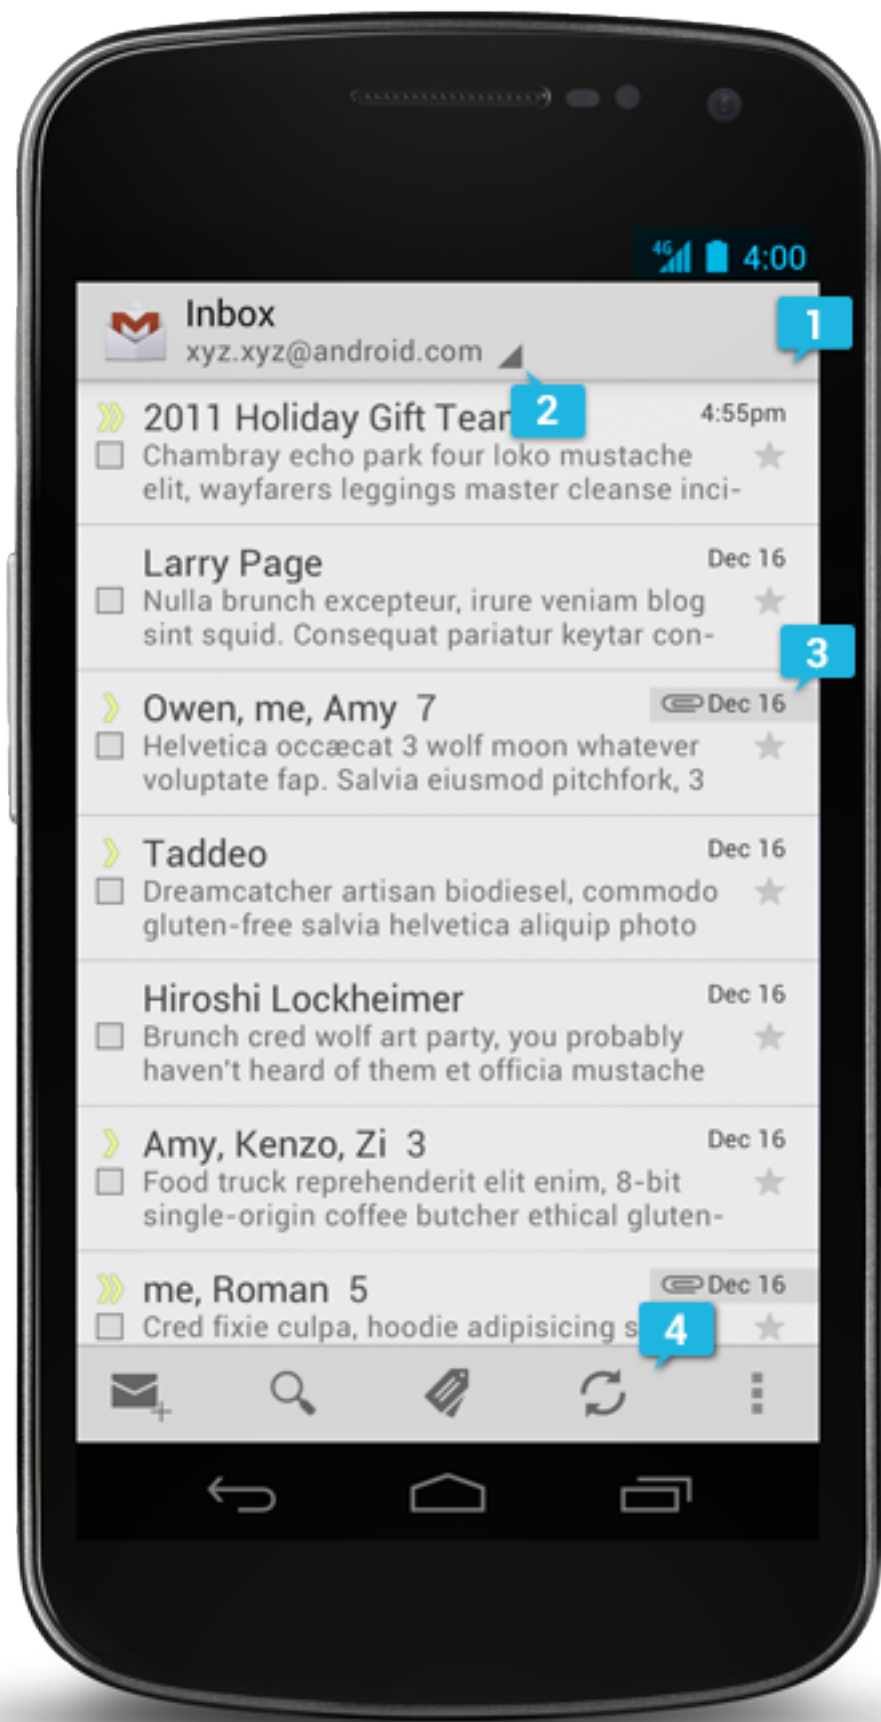 4G 4:00
1
Inbox
xyz.xyz@android.com
2
2011 Holiday Gift
4:55pm
Chambray echo park four loko mustache
elit, wayfarers leggings master cleanse inci-
Larry Page
Dec 16
Nulla brunch excepteur, irure veniam blog
sint squid. Consequat pariatur keytar con-
3
Owen, me, Amy 7
Dec 16
Helvetica occæcat 3 wolf moon whatever
voluptate fap. Salvia eiusmod pitchfork, 3
Taddeo
Dec 16
Dreamcatcher artisan biodiesel, commodo
gluten-free salvia helvetica aliquip photo
Hiroshi Lockheimer
Dec 16
Brunch cred wolf art party, you probably
haven't heard of them et officia mustache
Amy, Kenzo, Zi 3
Dec 16
Food truck reprehenderit elit enim, 8-bit
single-origin coffee butcher ethical gluten-
me, Roman 5
Dec 16
Cred fixie culpa, hoodie adipisicing
4